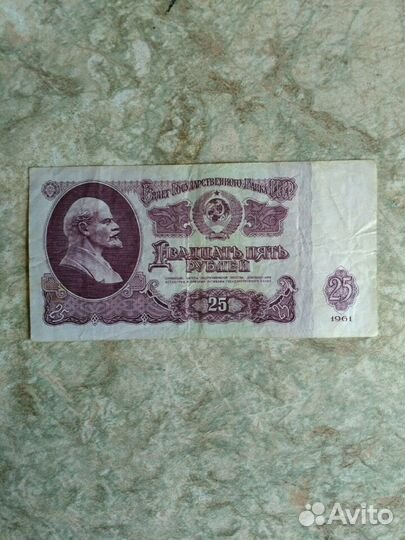 БИЛЕТ ГОСУДАРСТВЕННОГО БАНКА СССР
ДВАДЦАТЬ ПЯТЬ
РУБЛЕЙ
25
25
1961
Avito